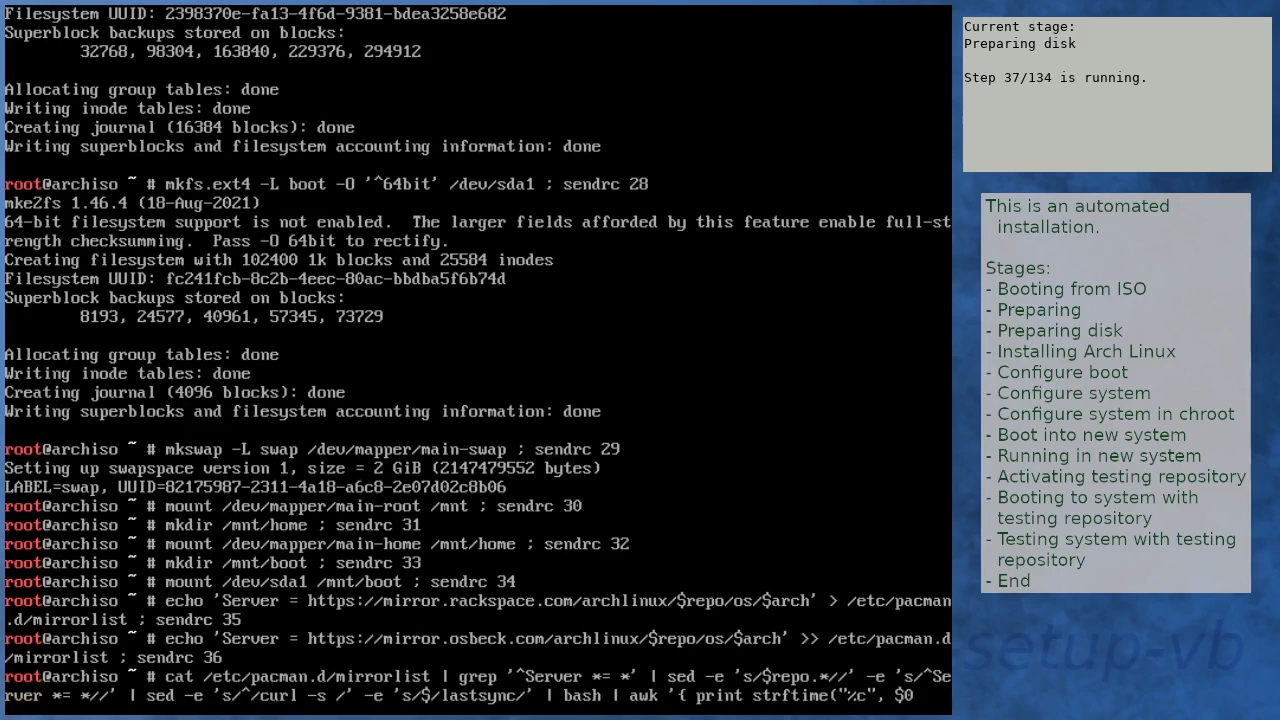 Filesystem UUID: 2398370e-fa13-4f6d-9381-bdea3258e682
Superblock backups stored on blocks:
        32768, 98304, 163840, 229376, 294912

Allocating group tables: done
Writing inode tables: done
Creating journal (16384 blocks): done
Writing superblocks and filesystem accounting information: done

root@archiso ~ # mkfs.ext4 -L boot -O '^64bit' /dev/sda1 ; sendrc 28
mke2fs 1.46.4 (18-Aug-2021)
64-bit filesystem support is not enabled.  The larger fields afforded by this feature enable full-st
rength checksumming.  Pass -O 64bit to rectify.
Creating filesystem with 102400 1k blocks and 25584 inodes
Filesystem UUID: fc241fcb-8c2b-4eec-80ac-bbdba5f6b74d
Superblock backups stored on blocks:
        8193, 24577, 40961, 57345, 73729

Allocating group tables: done
Writing inode tables: done
Creating journal (4096 blocks): done
Writing superblocks and filesystem accounting information: done

root@archiso ~ # mkswap -L swap /dev/mapper/main-swap ; sendrc 29
Setting up swapspace version 1, size = 2 GiB (2147479552 bytes)
LABEL=swap, UUID=82175987-2311-4a18-a6c8-2e07d02c8b06
root@archiso ~ # mount /dev/mapper/main-root /mnt ; sendrc 30
root@archiso ~ # mkdir /mnt/home ; sendrc 31
root@archiso ~ # mount /dev/mapper/main-home /mnt/home ; sendrc 32
root@archiso ~ # mkdir /mnt/boot ; sendrc 33
root@archiso ~ # mount /dev/sda1 /mnt/boot ; sendrc 34
root@archiso ~ # echo 'Server = https://mirror.rackspace.com/archlinux/$repo/os/$arch' > /etc/pacman
.d/mirrorlist ; sendrc 35
root@archiso ~ # echo 'Server = https://mirror.osbeck.com/archlinux/$repo/os/$arch' >> /etc/pacman.d
/mirrorlist ; sendrc 36
root@archiso ~ # cat /etc/pacman.d/mirrorlist | grep '^Server *= *' | sed -e 's/$repo.*//' -e 's/^Se
rver *= *//' | sed -e 's/^/curl -s /' -e 's/$/lastsync/' | bash | awk '{ print strftime("%c", $0
Current stage:
Preparing disk

Step 37/134 is running.

This is an automated
installation.

Stages:
- Booting from ISO
- Preparing
- Preparing disk
- Installing Arch Linux
- Configure boot
- Configure system
- Configure system in chroot
- Boot into new system
- Running in new system
- Activating testing repository
- Booting to system with
testing repository
- Testing system with testing
repository
- End
setup-vb